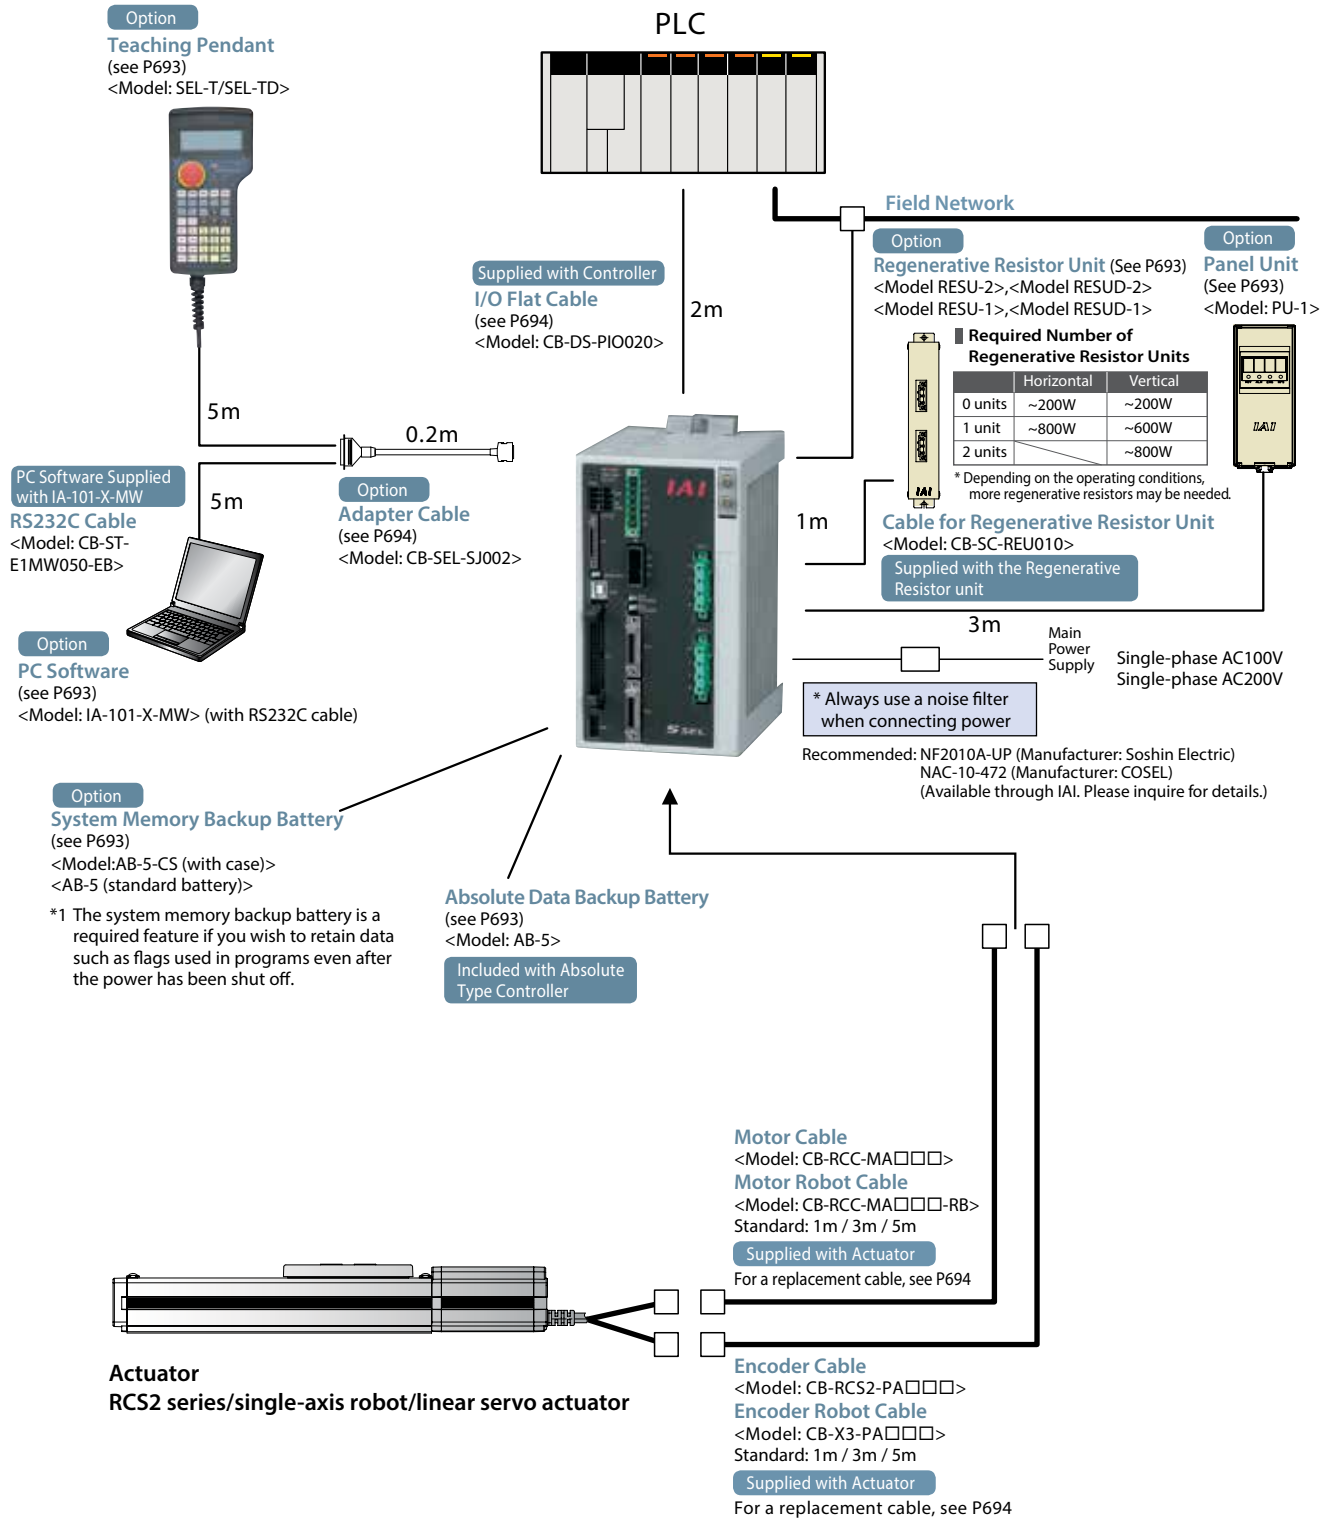 Option
Teaching Pendant
(see P693)
<Model: SEL-T/SEL-TD>
PLC
Field Network
Supplied with Controller
I/O Flat Cable
(see P694)
<Model: CB-DS-PIO020>
2m
Option
Regenerative Resistor Unit (See P693)
<Model RESU-2>,<Model RESUD-2>
<Model RESU-1>,<Model RESUD-1>
Required Number of
Regenerative Resistor Units
Horizontal Vertical
0 units ~200W ~200W
1 unit ~800W ~600W
2 units ~800W
* Depending on the operating conditions,
more regenerative resistors may be needed.
IAI
Option
Panel Unit
(See P693)
<Model: PU-1>
IAI
5m
0.2m
PC Software Supplied
with IA-101-X-MW
RS232C Cable
<Model: CB-ST-
E1MW050-EB>
5m
Option
Adapter Cable
(see P694)
<Model: CB-SEL-SJ002>
IAI
SSEL
1m
Cable for Regenerative Resistor Unit
<Model: CB-SC-REU010>
Supplied with the Regenerative
Resistor unit
3m
Main
Power
Supply
Single-phase AC100V
Single-phase AC200V
* Always use a noise filter
when connecting power
Recommended: NF2010A-UP (Manufacturer: Soshin Electric)
NAC-10-472 (Manufacturer: COSEL)
(Available through IAI. Please inquire for details.)
Option
PC Software
(see P693)
<Model: IA-101-X-MW> (with RS232C cable)
Option
System Memory Backup Battery
(see P693)
<Model:AB-5-CS (with case)>
<AB-5 (standard battery)>
*1 The system memory backup battery is a
required feature if you wish to retain data
such as flags used in programs even after
the power has been shut off.
Absolute Data Backup Battery
(see P693)
<Model: AB-5>
Included with Absolute
Type Controller
Motor Cable
<Model: CB-RCC-MA□□□>
Motor Robot Cable
<Model: CB-RCC-MA□□□-RB>
Standard: 1m / 3m / 5m
Supplied with Actuator
For a replacement cable, see P694
Actuator
RCS2 series/single-axis robot/linear servo actuator
Encoder Cable
<Model: CB-RCS2-PA□□□>
Encoder Robot Cable
<Model: CB-X3-PA□□□>
Standard: 1m / 3m / 5m
Supplied with Actuator
For a replacement cable, see P694